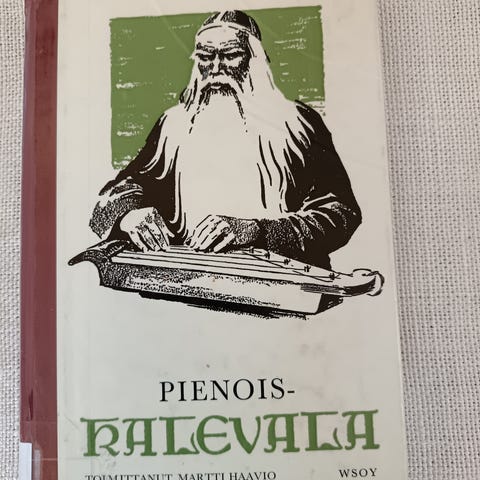 PIENOIS-
KALEVALA
TOIMITTANUT MARTTI HAAVIO WSOY